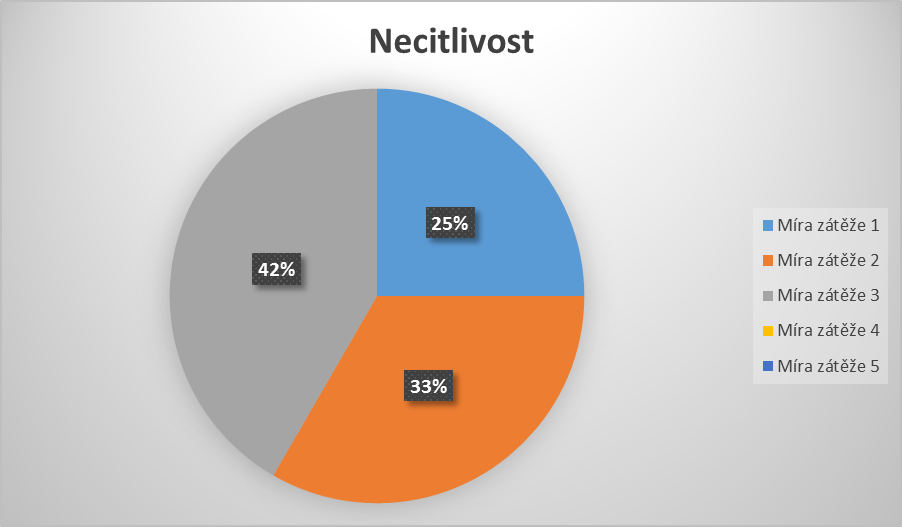 Necitlivost
25%
42%
33%
Míra zátěže 1
Míra zátěže 2
Míra zátěže 3
Míra zátěže 4
Míra zátěže 5